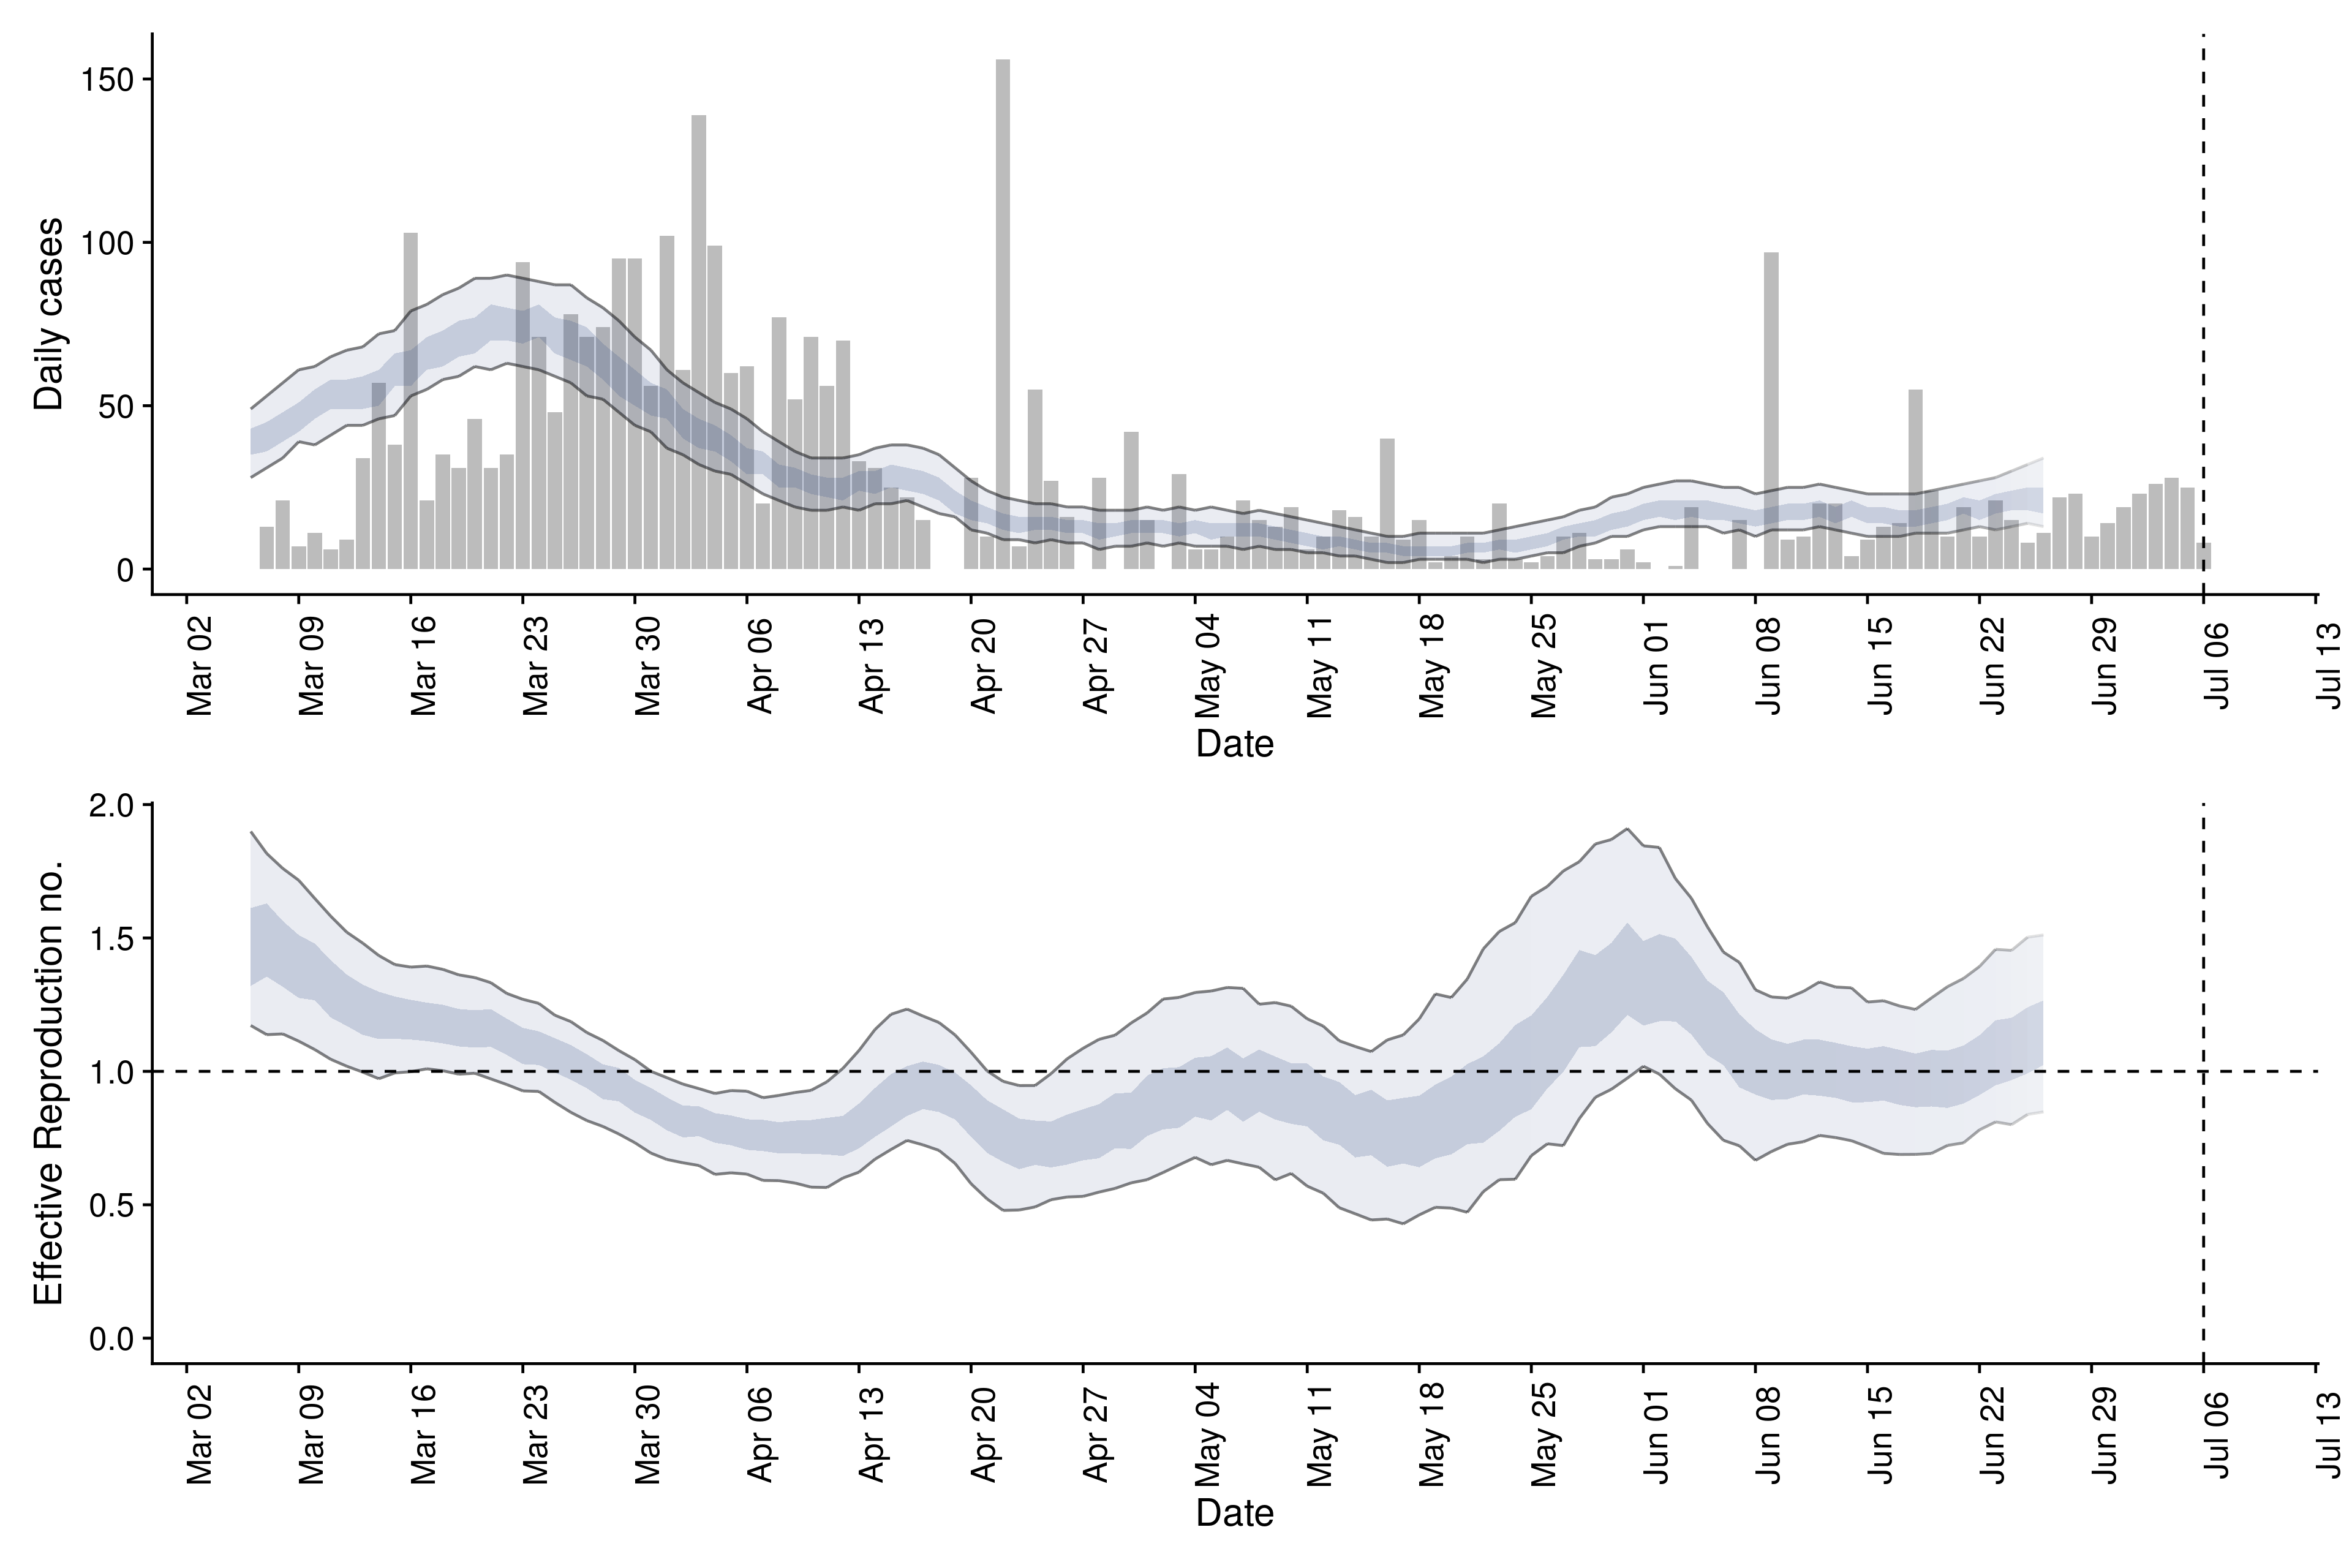 Daily cases
150
100
50
0
Mar 02
Mar 09
Mar 16
Mar 23
Mar 30
Apr 06
Apr 13
Apr 20
Apr 27
May 04
May 11
May 18
May 25
Jun 01
Jun 08
Jun 15
Jun 22
Jun 29
Jul 06
Jul 13
Date
Effective Reproduction no.
2.0
1.5
1.0
0.5
0.0
Mar 02
Mar 09
Mar 16
Mar 23
Mar 30
Apr 06
Apr 13
Apr 20
Apr 27
May 04
May 11
May 18
May 25
Jun 01
Jun 08
Jun 15
Jun 22
Jun 29
Jul 06
Jul 13
Date